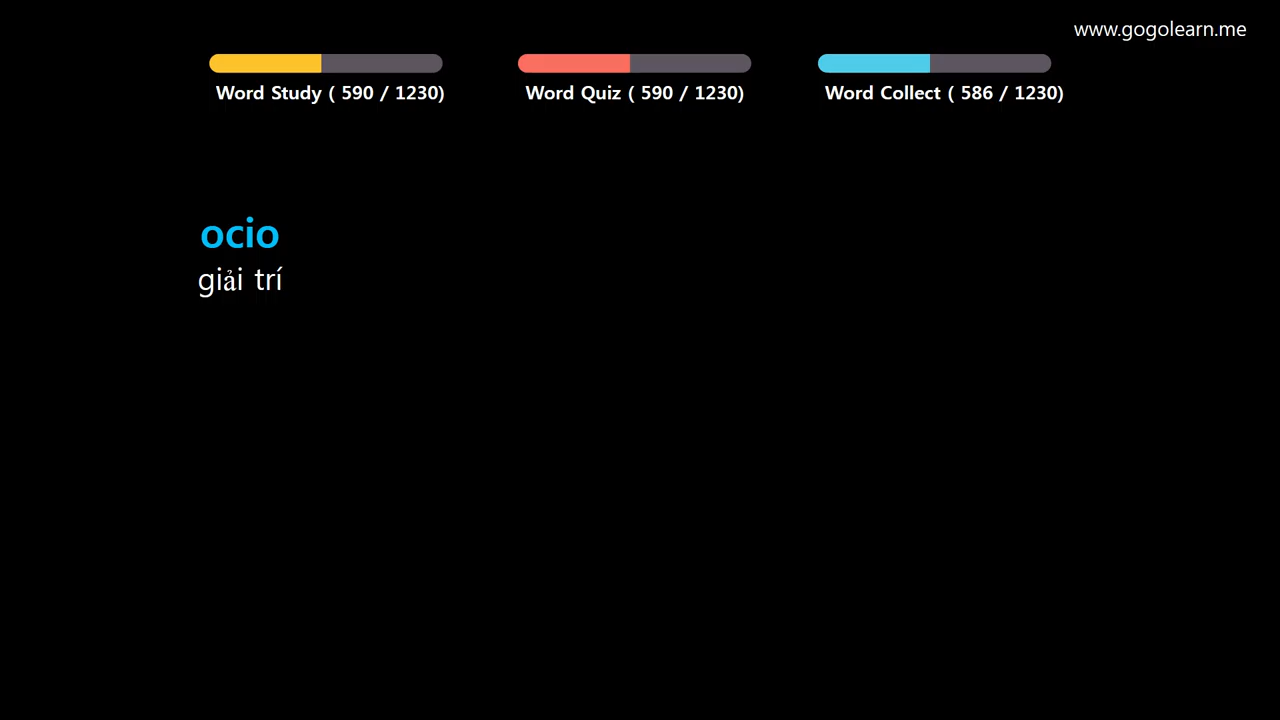 www.gogolearn.me
Word Study ( 590 / 1230)
Word Quiz ( 590 / 1230)
Word Collect ( 586 / 1230)
ocio
giải trí